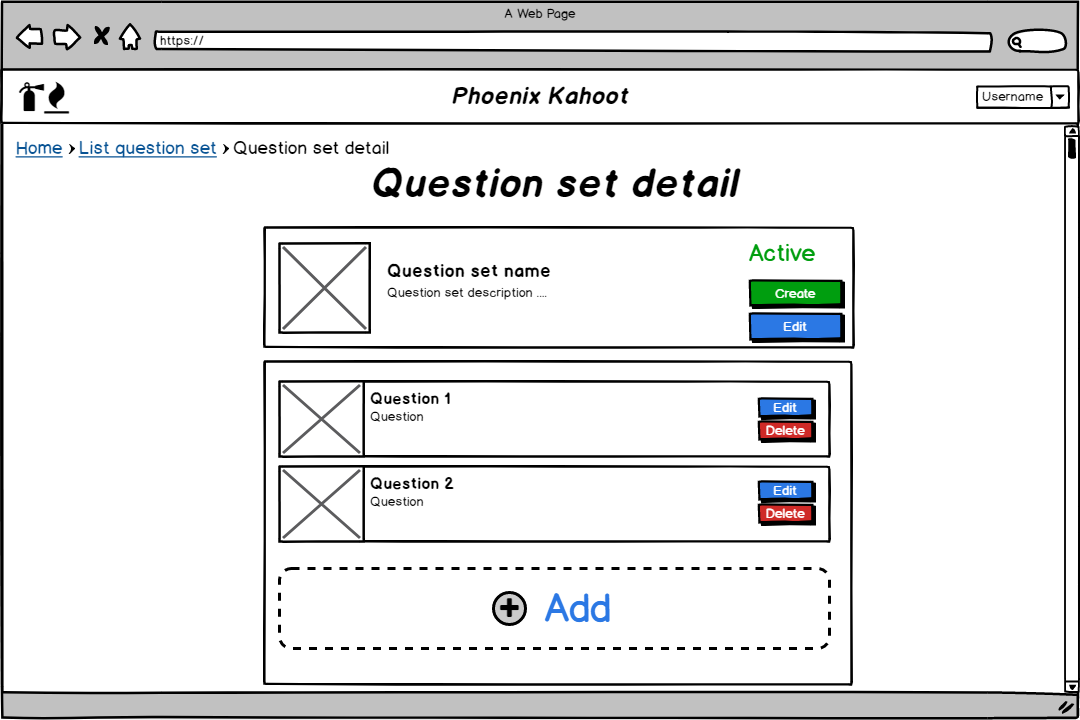 A Web Page
https://
Phoenix Kahoot
Username
Home › List question set › Question set detail
Question set detail
Active
Question set name
Question set description ....
Create
Edit
Question 1
Question
Edit
Delete
Question 2
Question
Edit
Delete
Add